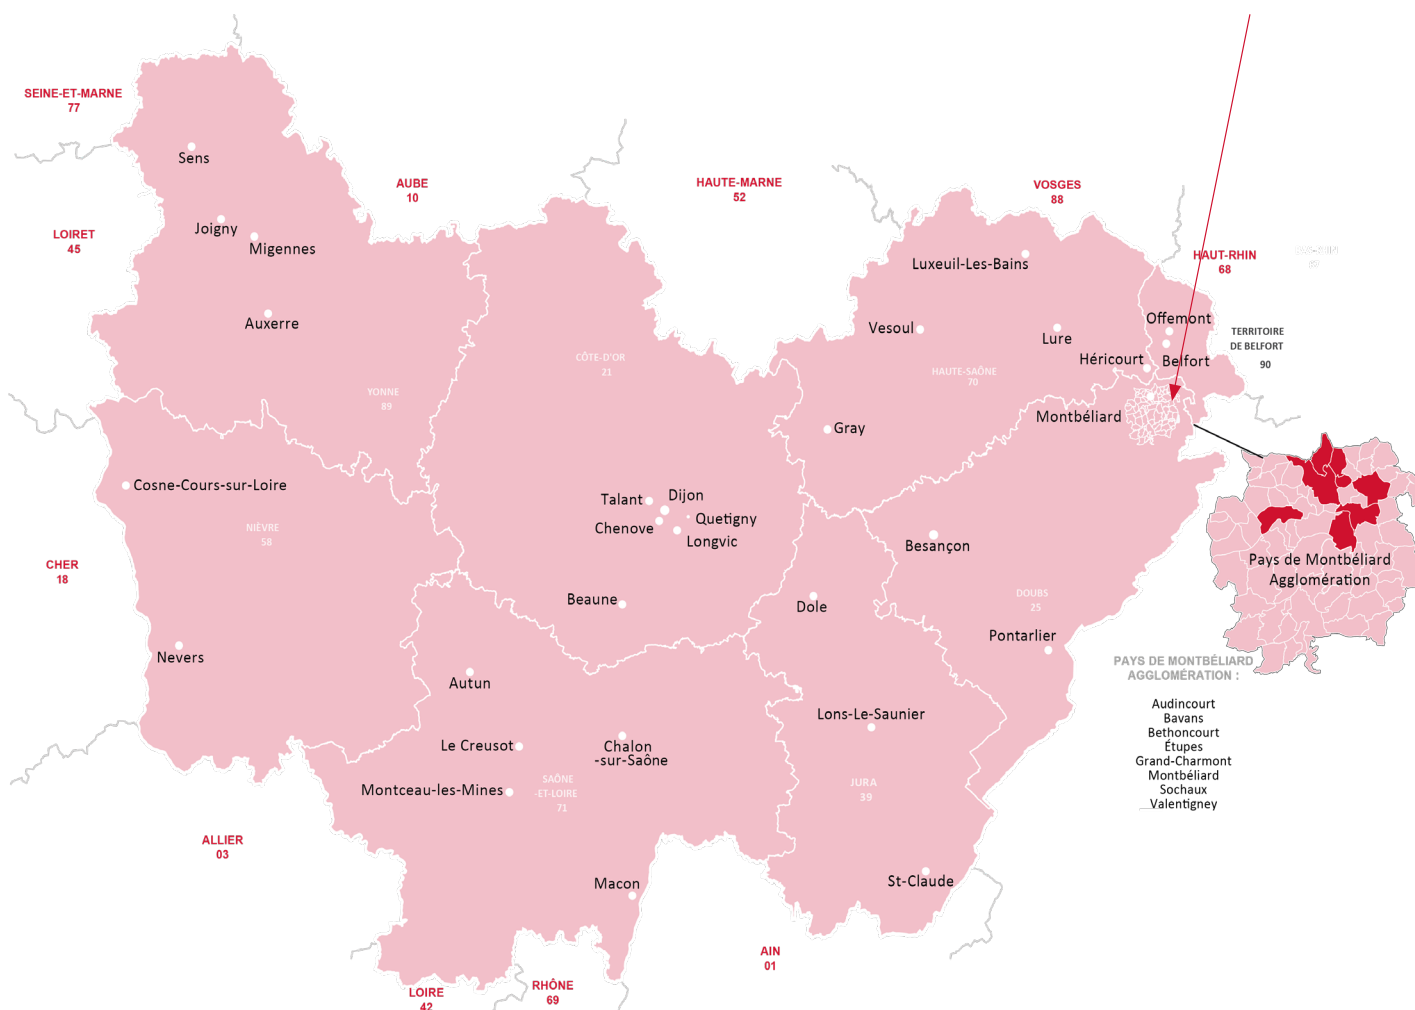 SEINE-ET-MARNE
77
Sens
AUBE
10
HAUTE-MARNE
52
VOSGES
88
Joigny
LOIRET
45
Migennes
HAUT-RHIN
68
Luxeuil-Les-Bains
Auxerre
Offemont
Vesoul
Lure
TERRITOIRE
DE BELFORT
90
CÔTE-D'OR
21
Héricourt
Belfort
HAUTE-SAÔNE
70
YONNE
89
Montbéliard
Gray
Cosne-Cours-sur-Loire
Talant
Dijon
Quetigny
Chenove
Longvic
NIÈVRE
58
Besançon
Pays de Montbéliard
Agglomération
CHER
18
Beaune
Dole
DOUBS
25
Pontarlier
Nevers
PAYS DE MONTBÉLIARD
AGGLOMÉRATION :
Autun
Audincourt
Bavans
Bethoncourt
Étupes
Grand-Charmont
Montbéliard
Sochaux
Valentigney
Lons-Le-Saunier
Le Creusot
Chalon
-sur-Saône
SAÔNE
-ET-LOIRE
71
JURA
39
Montceau-les-Mines
ALLIER
03
Macon
St-Claude
AIN
01
LOIRE
42
RHÔNE
69